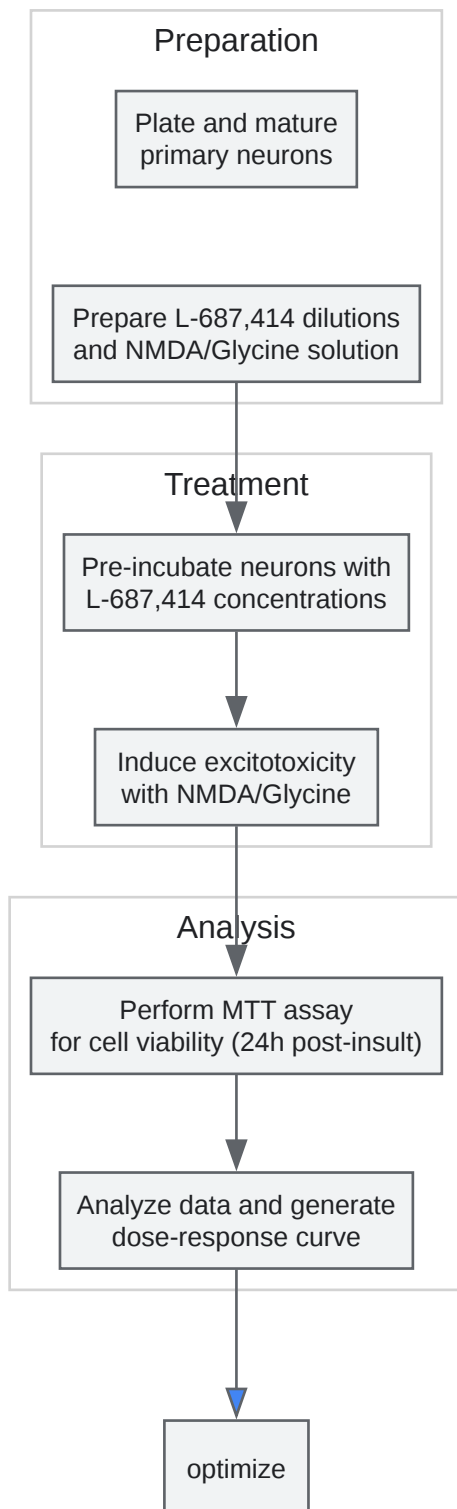 Preparation
Plate and mature
primary neurons
Prepare L-687,414 dilutions
and NMDA/Glycine solution
Treatment
Pre-incubate neurons with
L-687,414 concentrations
Induce excitotoxicity
with NMDA/Glycine
Analysis
Perform MTT assay
for cell viability (24h post-insult)
Analyze data and generate
dose-response curve
optimize